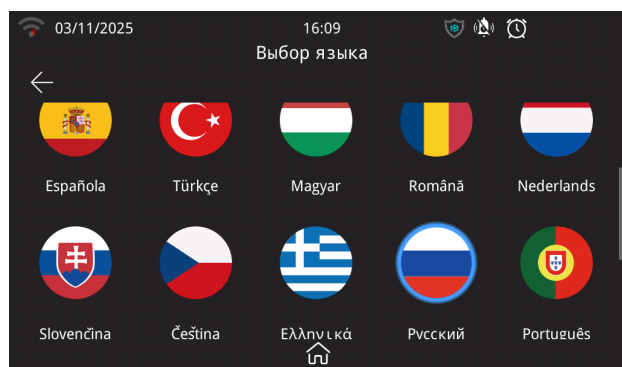 03/11/2025 16:09
Выбор языка
Española Türkçe Magyar Română Nederlands
Slovenčina Čeština Ελληνικά Русский Português